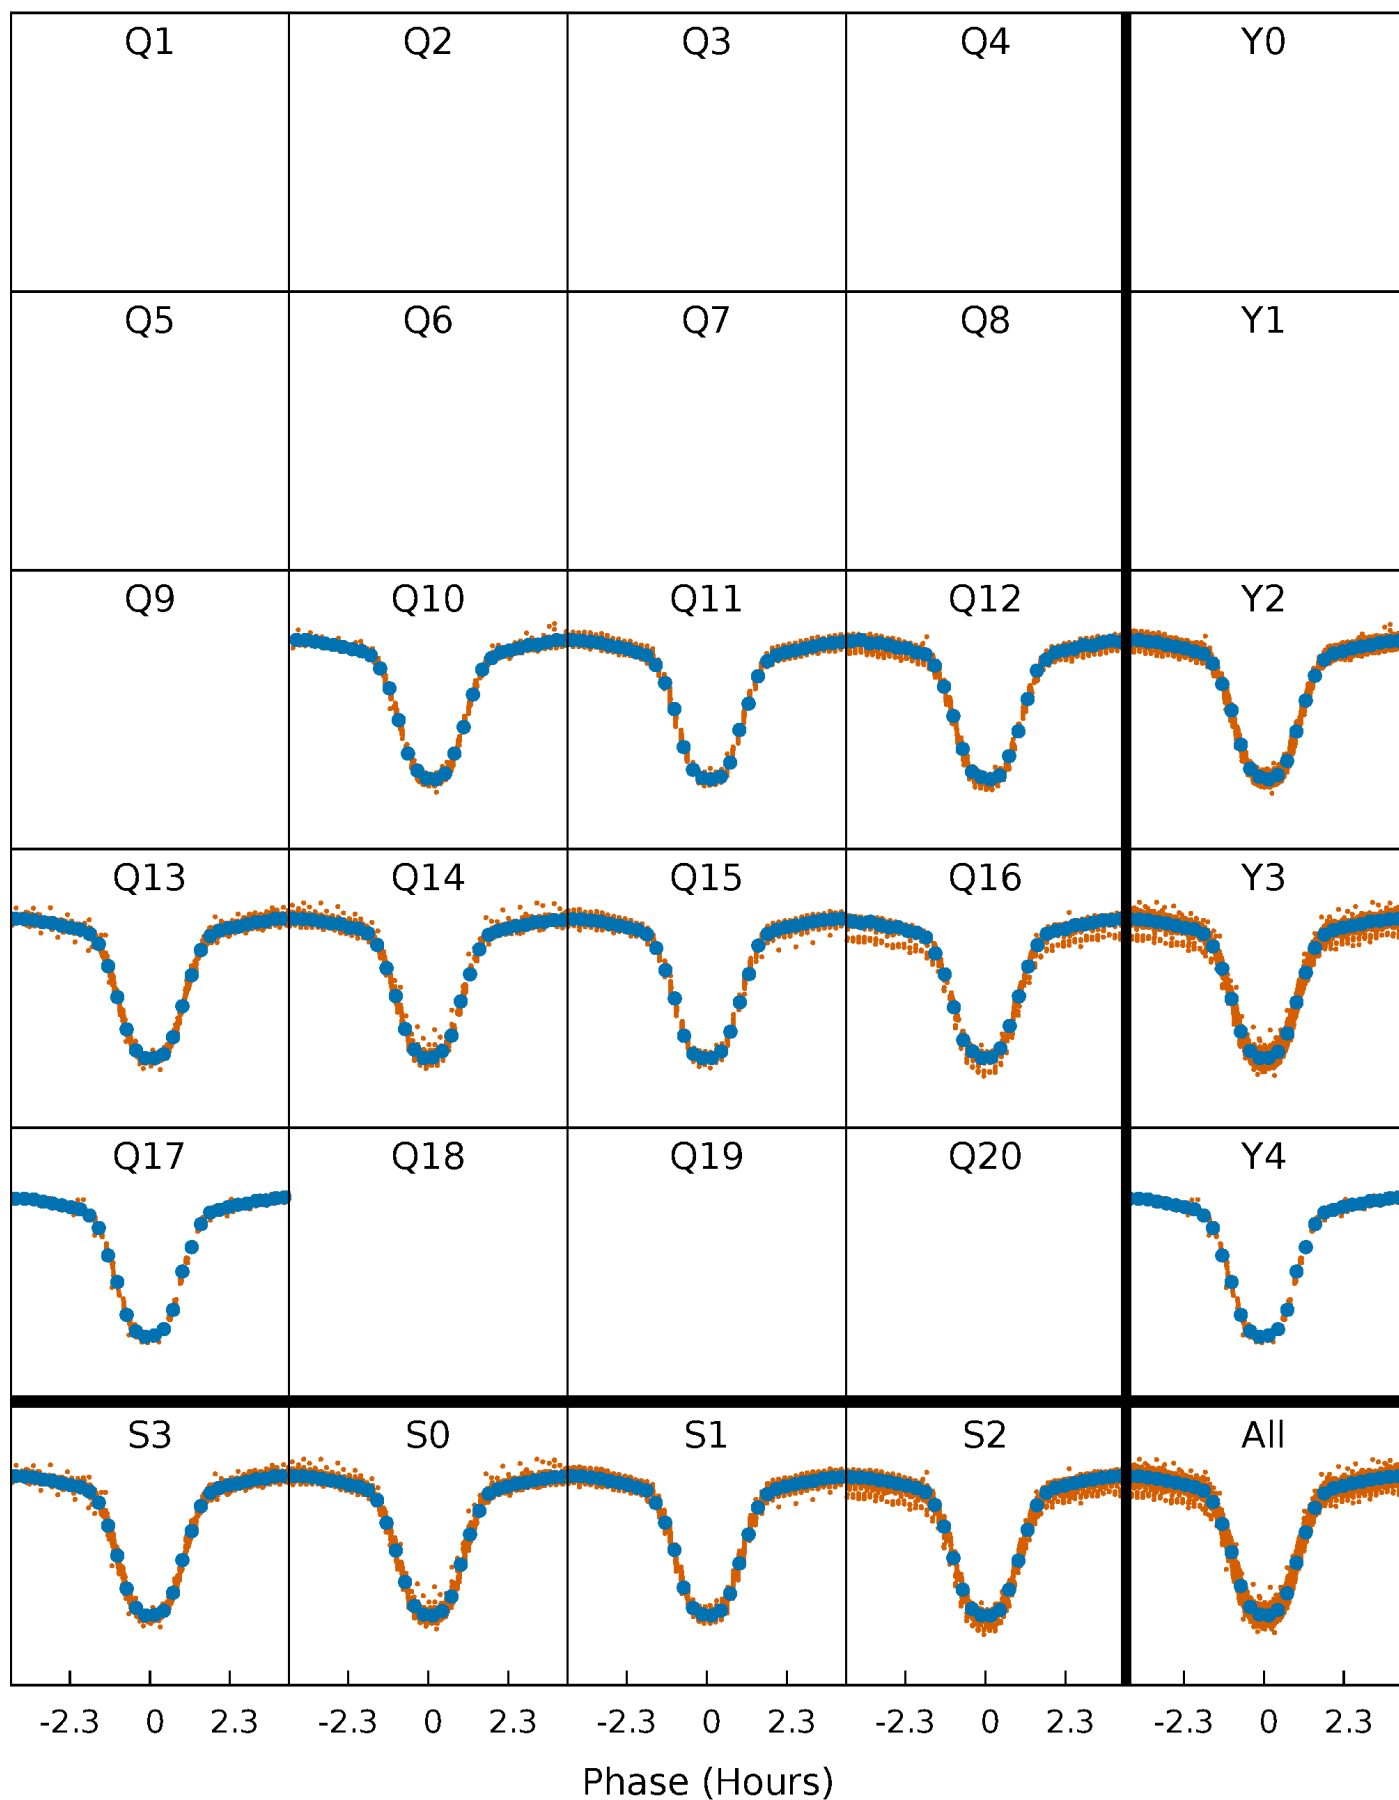 Q1 Q2 Q3 Q4 Y0
Q5 Q6 Q7 Q8 Y1
Q9 Q10 Q11 Q12 Y2
Q13 Q14 Q15 Q16 Y3
Q17 Q18 Q19 Q20 Y4
S3 S0 S1 S2 All
-2.3 0 2.3 -2.3 0 2.3 -2.3 0 2.3 -2.3 0 2.3 -2.3 0 2.3
Phase (Hours)